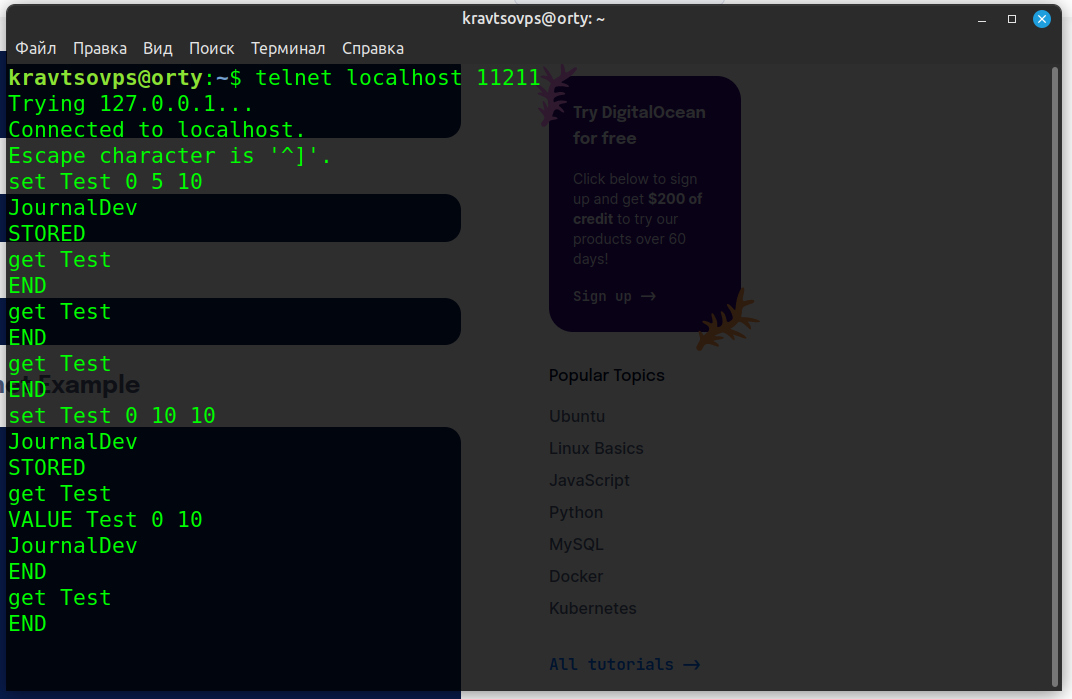 kravtsovps@orty: ~
Файл Правка Вид Поиск Терминал Справка
kravtsovps@orty:~$ telnet localhost 11211
Trying 127.0.0.1...
Connected to localhost.
Escape character is '^]'.
set Test 0 5 10
JournalDev
STORED
get Test
END
get Test
END
get Test
END
set Test 0 10 10
JournalDev
STORED
get Test
VALUE Test 0 10
JournalDev
END
get Test
END
Example
Try DigitalOcean
for free
Click below to sign
up and get $200 of
credit to try our
products over 60
days!
Sign up →
Popular Topics
Ubuntu
Linux Basics
JavaScript
Python
MySQL
Docker
Kubernetes
All tutorials →